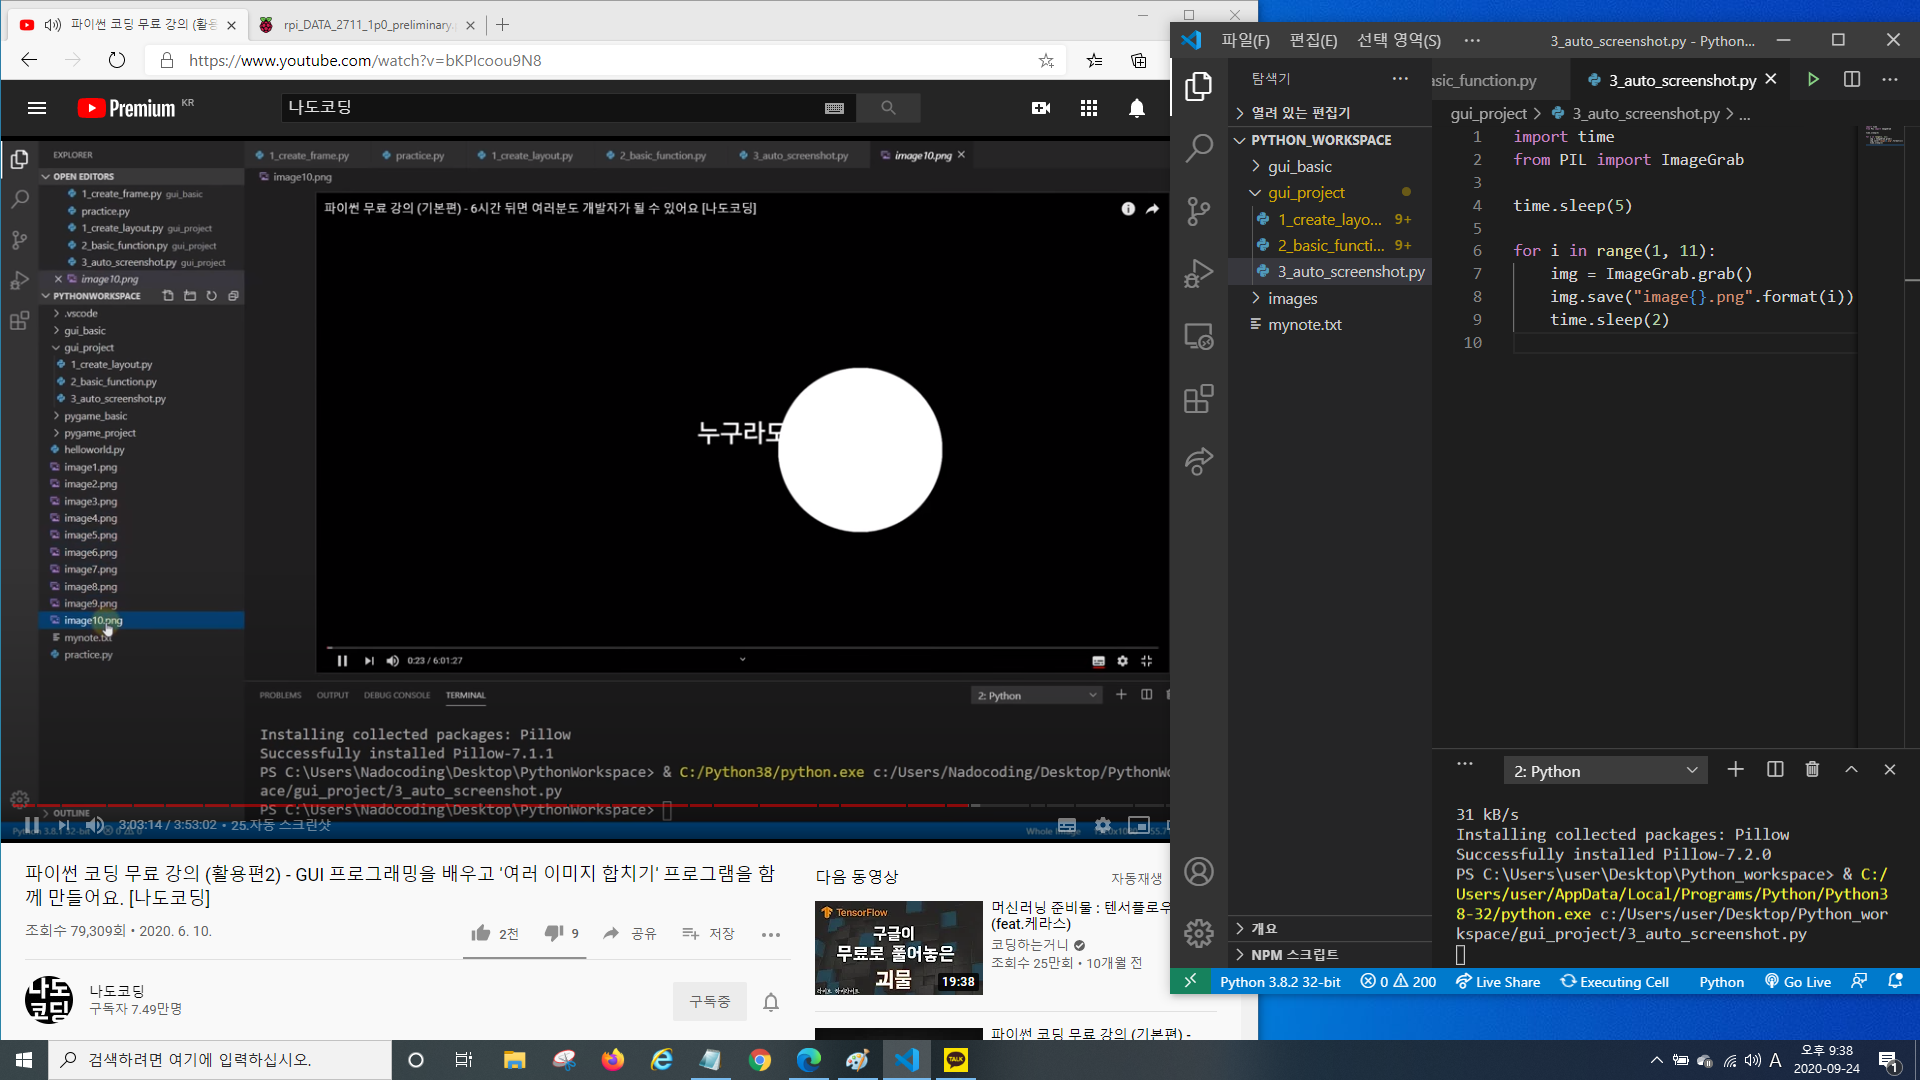 파이썬 코딩 무료 강의 (활용
rpi_DATA_2711_1p0_preliminary.
https://www.youtube.com/watch?v=bKPIcoou9N8
Premium KR
나도코딩
EXPLORER
OPEN EDITORS
1_create_frame.py gui_basic
practice.py
1_create_layout.py gui_project
2_basic_function.py gui_project
3_auto_screenshot.py gui_project
image10.png
PYTHONWORKSPACE
.vscode
gui_basic
gui_project
1_create_layout.py
2_basic_function.py
3_auto_screenshot.py
pygame_basic
pygame_project
helloworld.py
image1.png
image2.png
image3.png
image4.png
image5.png
image6.png
image7.png
image8.png
image9.png
image10.png
mynote.txt
practice.py
OUTLINE
1_create_frame.py practice.py 1_create_layout.py 2_basic_function.py 3_auto_screenshot.py image10.png
image10.png
파이썬 무료 강의 (기본편) - 6시간 뒤면 여러분도 개발자가 될 수 있어요 [나도코딩]
누구라도
0:23 / 6:01:27
PROBLEMS OUTPUT DEBUG CONSOLE TERMINAL 2: Python
Installing collected packages: Pillow
Successfully installed Pillow-7.1.1
PS C:\Users\Nadocoding\Desktop\PythonWorkspace> & C:/Python38/python.exe c:/Users/Nadocoding/Desktop/PythonWo
ace/gui_project/3_auto_screenshot.py
PS C:\Users\Nadocoding\Desktop\PythonWorkspace>
3:03:14 / 3:53:02 • 25.자동 스크린샷
파이썬 코딩 무료 강의 (활용편2) - GUI 프로그래밍을 배우고 '여러 이미지 합치기' 프로그램을 함
께 만들어요. [나도코딩]
조회수 79,309회 • 2020. 6. 10.
2천 9 공유 저장
나도코딩
구독자 7.49만명
구독중
다음 동영상
자동재생
TensorFlow
구글이
무료로 풀어놓은
괴물
19:38
머신러닝 준비물 : 텐서플로우
(feat.케라스)
코딩하는거니
조회수 25만회 • 10개월 전
파이썬 코딩 무료 강의 (기본편) -
파일(F) 편집(E) 선택 영역(S) ··· 3_auto_screenshot.py - Python...
탐색기
열려 있는 편집기
PYTHON_WORKSPACE
gui_basic
gui_project
1_create_layo... 9+
2_basic_functi... 9+
3_auto_screenshot.py
images
mynote.txt
개요
NPM 스크립트
asic_function.py 3_auto_screenshot.py
gui_project > 3_auto_screenshot.py > ...
1 import time
2 from PIL import ImageGrab
3
4 time.sleep(5)
5
6 for i in range(1, 11):
7 img = ImageGrab.grab()
8 img.save("image{}.png".format(i))
9 time.sleep(2)
10
2: Python
31 kB/s
Installing collected packages: Pillow
Successfully installed Pillow-7.2.0
PS C:\Users\user\Desktop\Python_workspace> & C:/
Users/user/AppData/Local/Programs/Python/Python3
8-32/python.exe c:/Users/user/Desktop/Python_wor
kspace/gui_project/3_auto_screenshot.py
Python 3.8.2 32-bit 0 200 Live Share Executing Cell Python Go Live
검색하려면 여기에 입력하십시오.
TALK
A
오후 9:38
2020-09-24
1